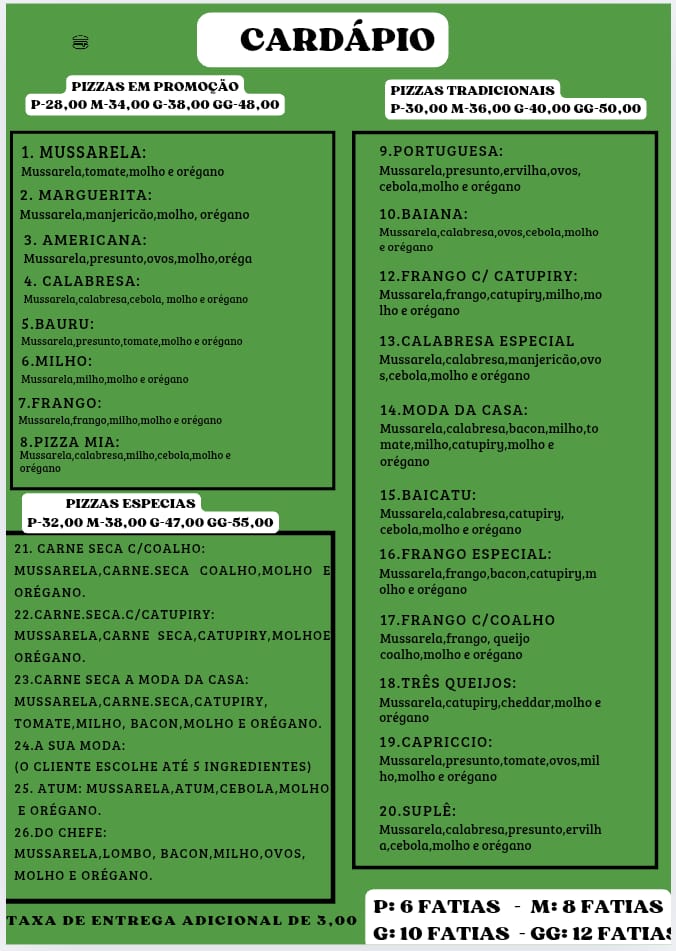 CARDÁPIO
PIZZAS EM PROMOÇÃO
P-28,00 M-34,00 G-38,00 GG-48,00
1. MUSSARELA:
Mussarela,tomate,molho e orégano
2. MARGUERITA:
Mussarela,manjericão,molho, orégano
3. AMERICANA:
Mussarela,presunto,ovos,molho,oréga
4. CALABRESA:
Mussarela,calabresa,cebola, molho e orégano
5.BAURU:
Mussarela,presunto,tomate,molho e orégano
6.MILHO:
Mussarela,milho,molho e orégano
7.FRANGO:
Mussarela,frango,milho,molho e orégano
8.PIZZA MIA:
Mussarela,calabresa,milho,cebola,molho e
orégano
PIZZAS ESPECIAS
P-32,00 M-38,00 G-47,00 GG-55,00
21. CARNE SECA C/COALHO:
MUSSARELA,CARNE.SECA COALHO,MOLHO E
ORÉGANO.
22.CARNE.SECA.C/CATUPIRY:
MUSSARELA,CARNE SECA,CATUPIRY,MOLHOE
ORÉGANO.
23.CARNE SECA A MODA DA CASA:
MUSSARELA,CARNE.SECA,CATUPIRY,
TOMATE,MILHO, BACON,MOLHO E ORÉGANO.
24.A SUA MODA:
(O CLIENTE ESCOLHE ATÉ 5 INGREDIENTES)
25. ATUM: MUSSARELA,ATUM,CEBOLA,MOLHO
E ORÉGANO.
26.DO CHEFE:
MUSSARELA,LOMBO, BACON,MILHO,OVOS,
MOLHO E ORÉGANO.
TAXA DE ENTREGA ADICIONAL DE 3,00
PIZZAS TRADICIONAIS
P-30,00 M-36,00 G-40,00 GG-50,00
9.PORTUGUESA:
Mussarela,presunto,ervilha,ovos,
cebola,molho e orégano
10.BAIANA:
Mussarela,calabresa,ovos,cebola,molho
e orégano
12.FRANGO C/ CATUPIRY:
Mussarela,frango,catupiry,milho,mo
lho e orégano
13.CALABRESA ESPECIAL
Mussarela,calabresa,manjericão,ovo
s,cebola,molho e orégano
14.MODA DA CASA:
Mussarela,calabresa,bacon,milho,to
mate,milho,catupiry,molho e
orégano
15.BAICATU:
Mussarela,calabresa,catupiry,
cebola,molho e orégano
16.FRANGO ESPECIAL:
Mussarela,frango,bacon,catupiry,m
olho e orégano
17.FRANGO C/COALHO
Mussarela,frango, queijo
coalho,molho e orégano
18.TRÊS QUEIJOS:
Mussarela,catupiry,cheddar,molho e
orégano
19.CAPRICCIO:
Mussarela,presunto,tomate,ovos,mil
ho,molho e orégano
20.SUPLÊ:
Mussarela,calabresa,presunto,ervilh
a,cebola,molho e orégano
P: 6 FATIAS - M: 8 FATIAS
G: 10 FATIAS - GG: 12 FATIAS